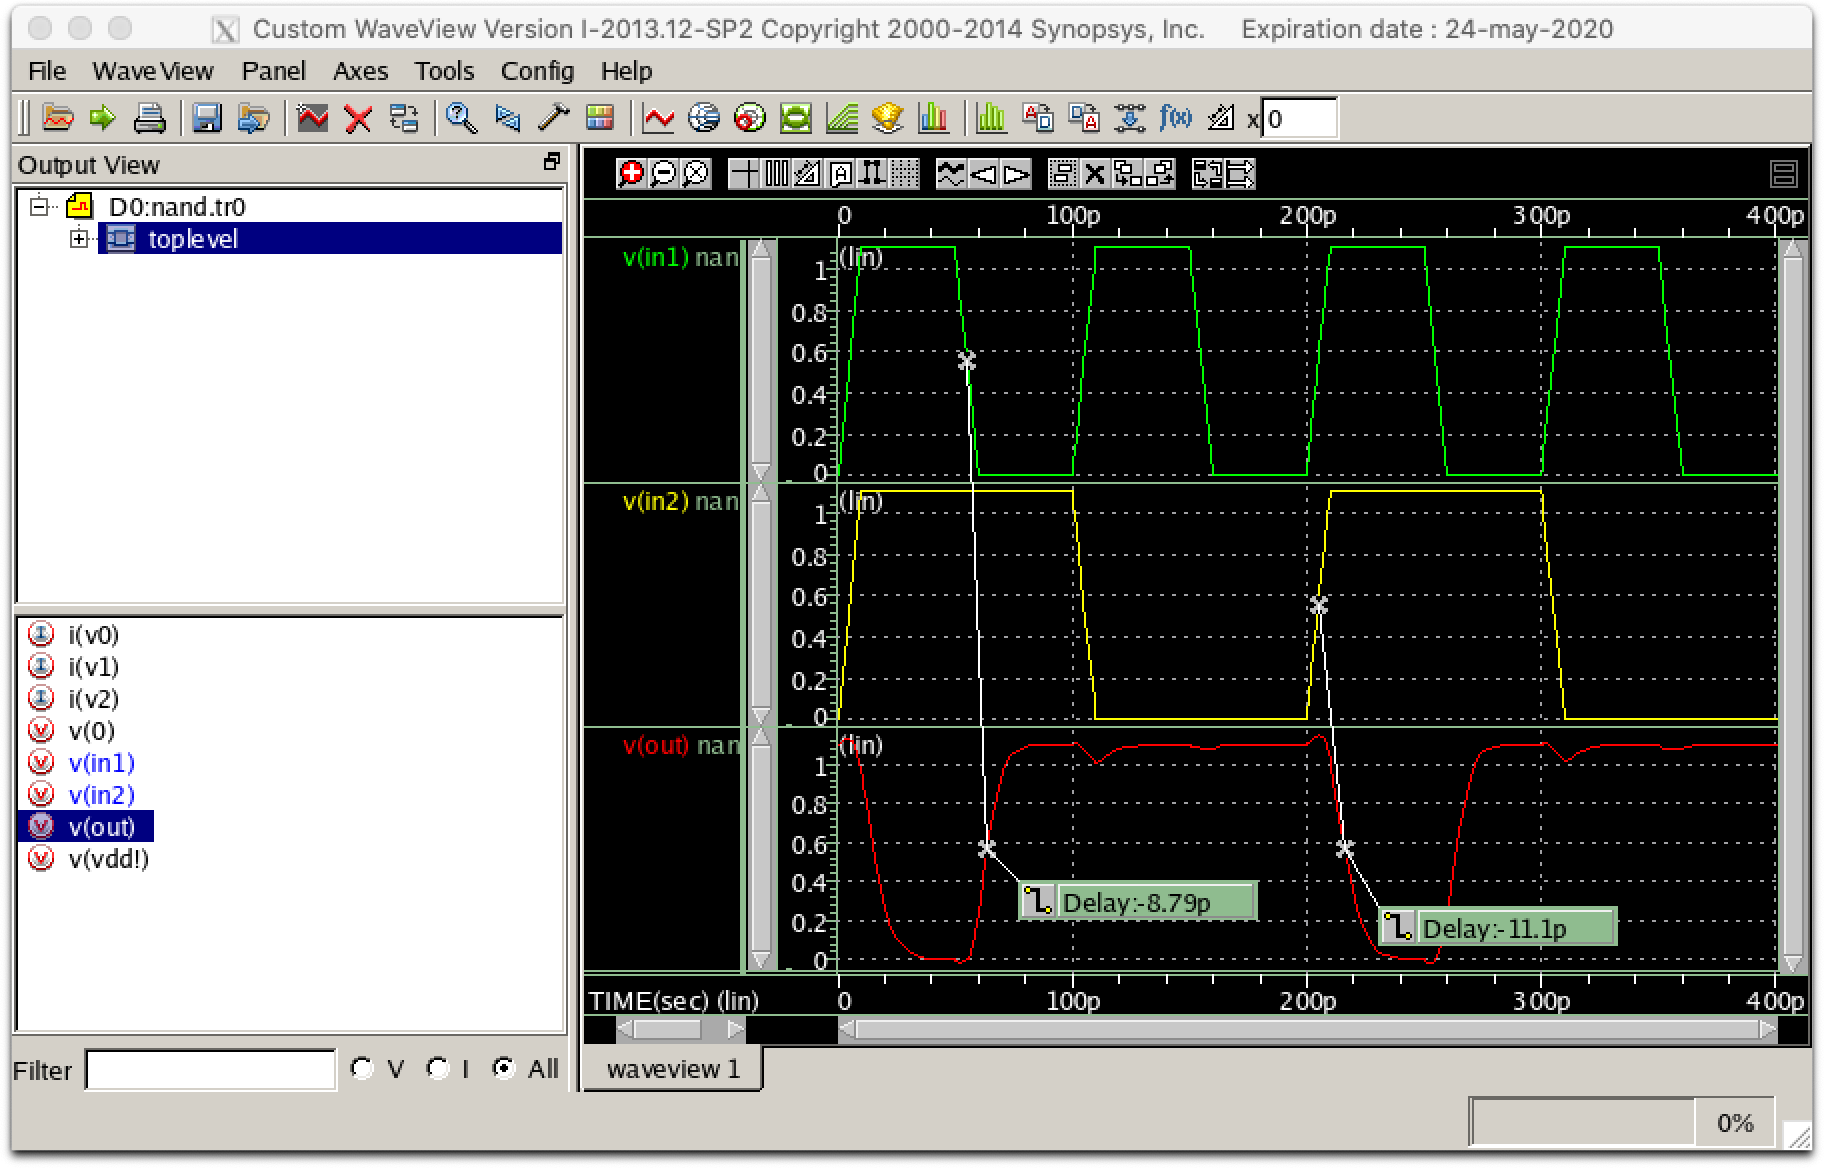 Custom WaveView Version I-2013.12-SP2 Copyright 2000-2014 Synopsys, Inc. Expiration date : 24-may-2020
File WaveView Panel Axes Tools Config Help
f(x) x 0
Output View
D0:nand.tr0
toplevel
i(v0)
i(v1)
i(v2)
v(0)
v(in1)
v(in2)
v(out)
v(vdd!)
Filter V I All
0 100p 200p 300p 400p
v(in1) nan (lin)
1
0.8
0.6
0.4
0.2
0
v(in2) nan (lin)
1
0.8
0.6
0.4
0.2
0
v(out) nan (lin)
1
0.8
0.6
0.4
0.2
0
Delay:-8.79p
Delay:-11.1p
TIME(sec) (lin) 0 100p 200p 300p 400p
waveview 1
0%